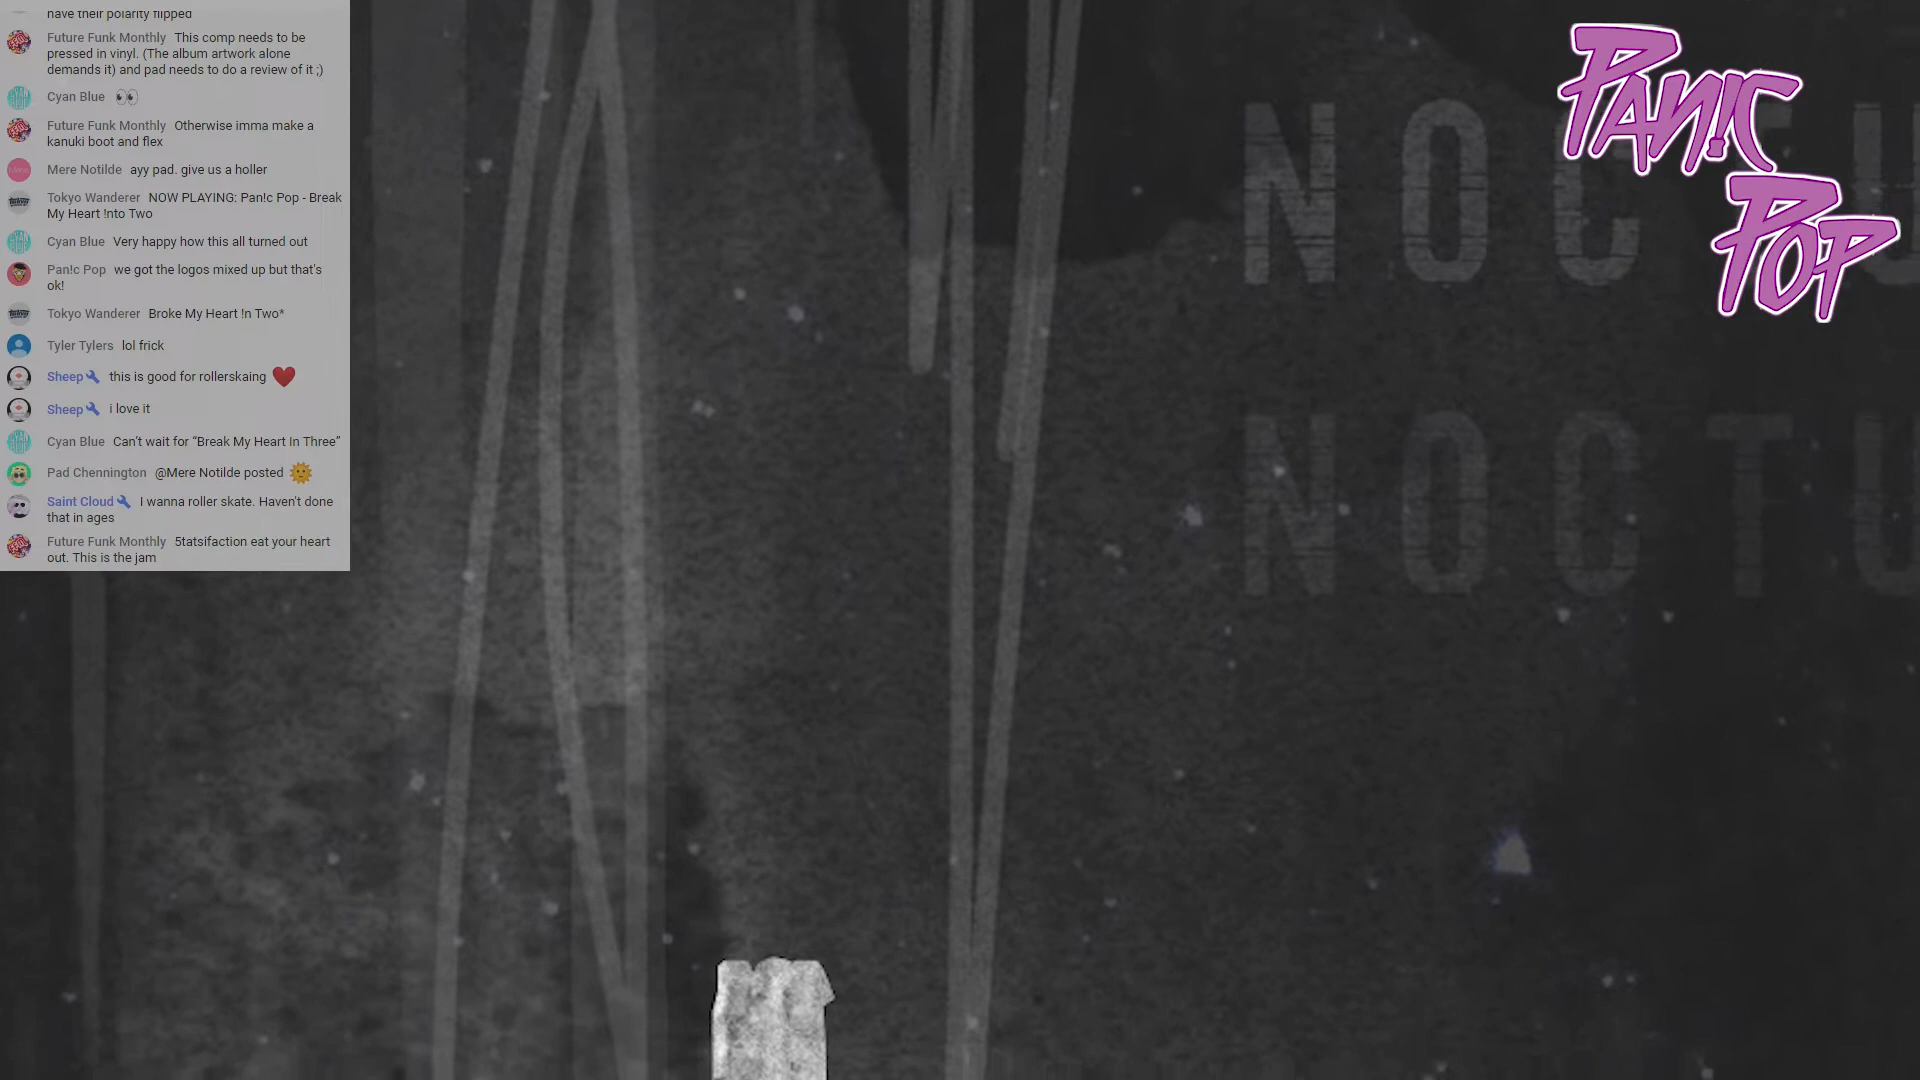 have their polarity flipped
Future Funk Monthly This comp needs to be
pressed in vinyl. (The album artwork alone
demands it) and pad needs to do a review of it ;)
Cyan Blue 👀
Future Funk Monthly Otherwise imma make a
kanuki boot and flex
Mere Notilde ayy pad. give us a holler
Tokyo Wanderer NOW PLAYING: Pan!c Pop - Break
My Heart !nto Two
Cyan Blue Very happy how this all turned out
Pan!c Pop we got the logos mixed up but that's
ok!
Tokyo Wanderer Broke My Heart !n Two*
Tyler Tylers lol frick
Sheep this is good for rollerskaing ❤️
Sheep i love it
Cyan Blue Can't wait for “Break My Heart In Three”
Pad Chennington @Mere Notilde posted 🌞
Saint Cloud I wanna roller skate. Haven't done
that in ages
Future Funk Monthly 5tatsifaction eat your heart
out. This is the jam
PAN!C
POP
NOC U
NOCTU